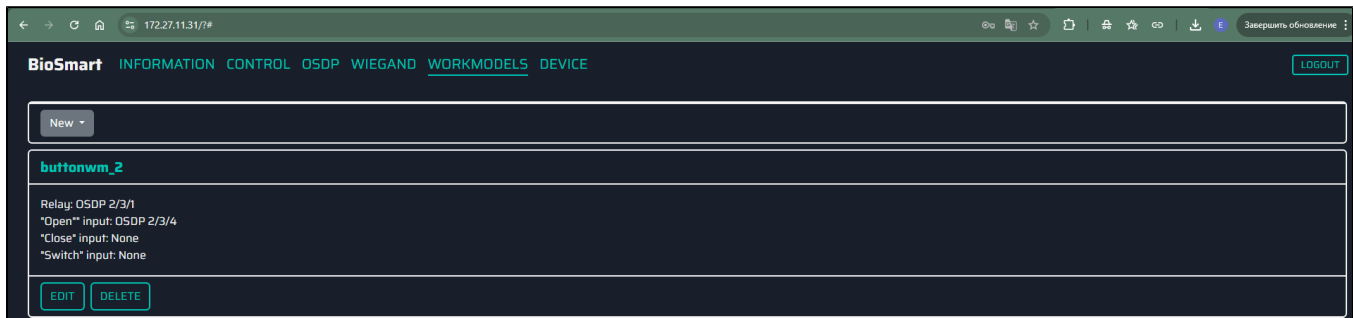 172.27.11.31/?#
E
Завершить обновление
BioSmart INFORMATION CONTROL OSDP WIEGAND WORKMODELS DEVICE
LOGOUT
New
buttonwm_2
Relay: OSDP 2/3/1
"Open"" input: OSDP 2/3/4
"Close" input: None
"Switch" input: None
EDIT DELETE